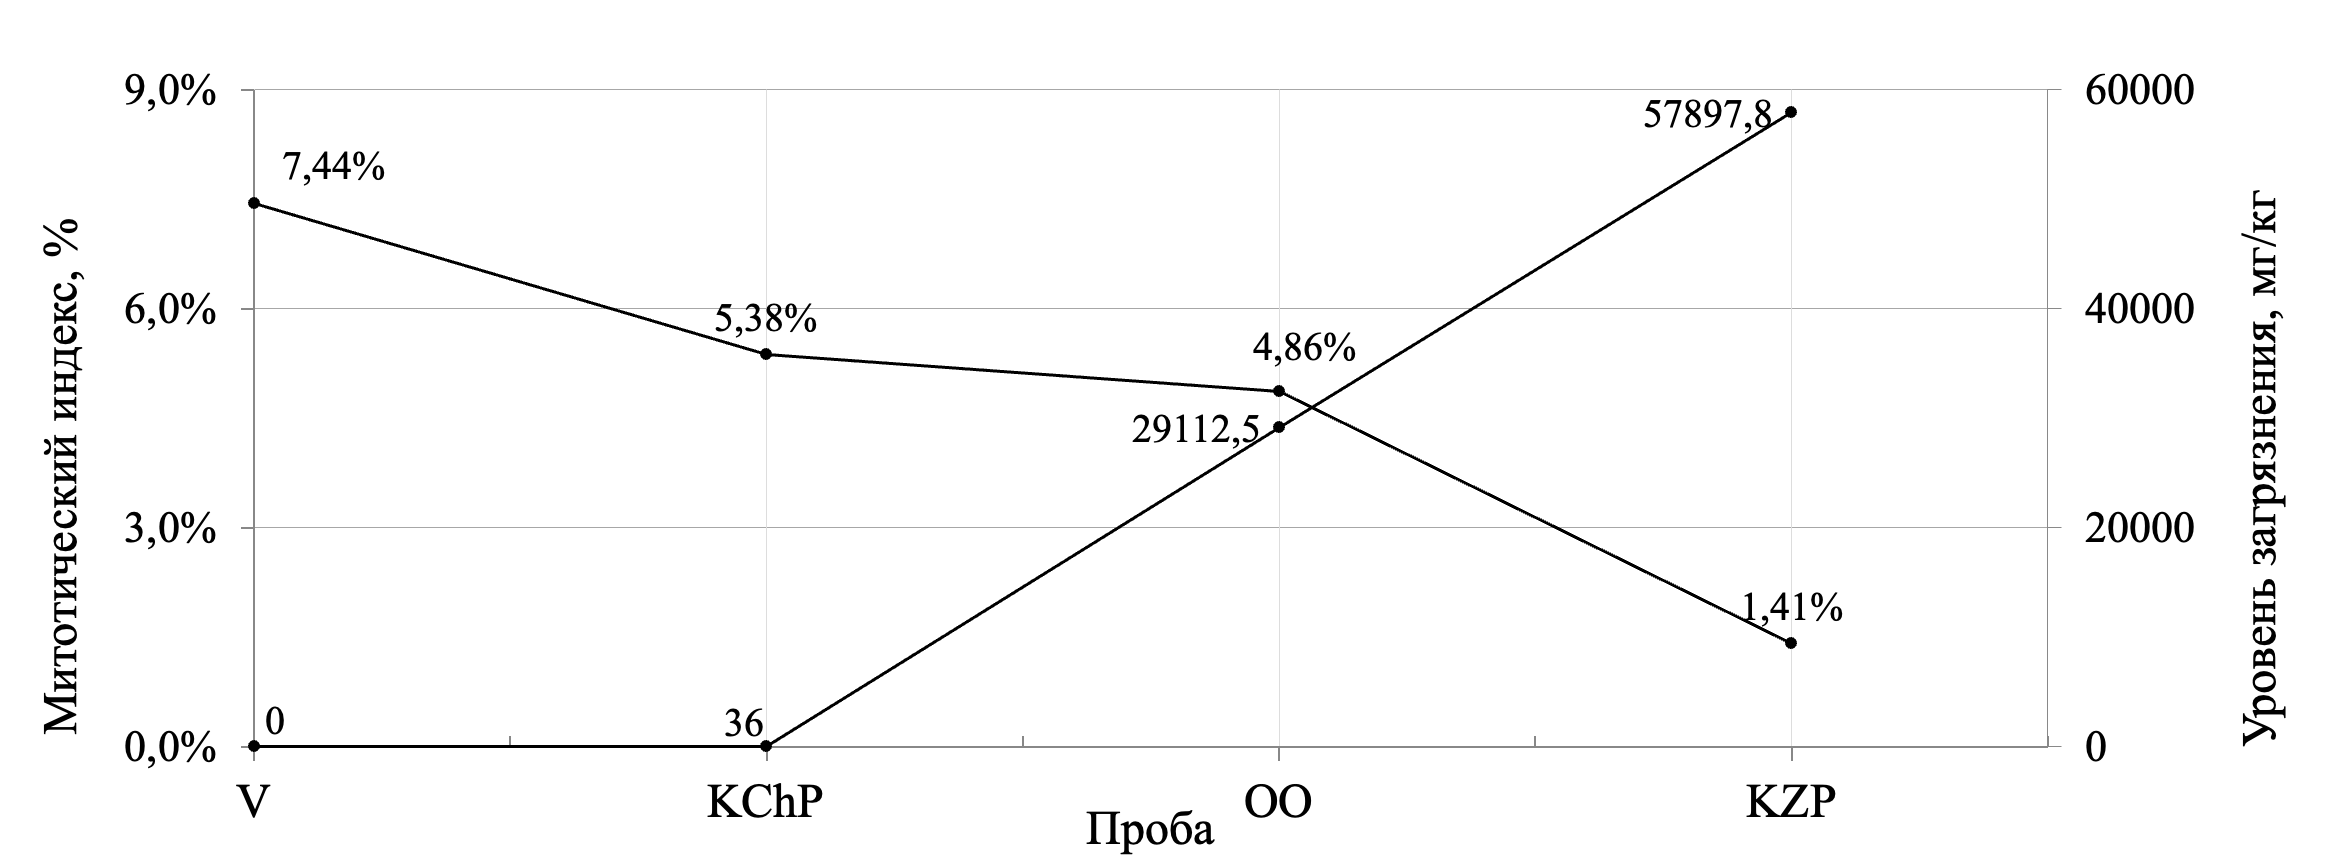 9,0%
60000
57897,8
7,44%
Митотический индекс, %
Уровень загрязнения, мг/кг
6,0%
5,38%
40000
4,86%
29112,5
3,0%
20000
1,41%
0
36
0,0%
0
V
KChP
OO
KZP
Проба